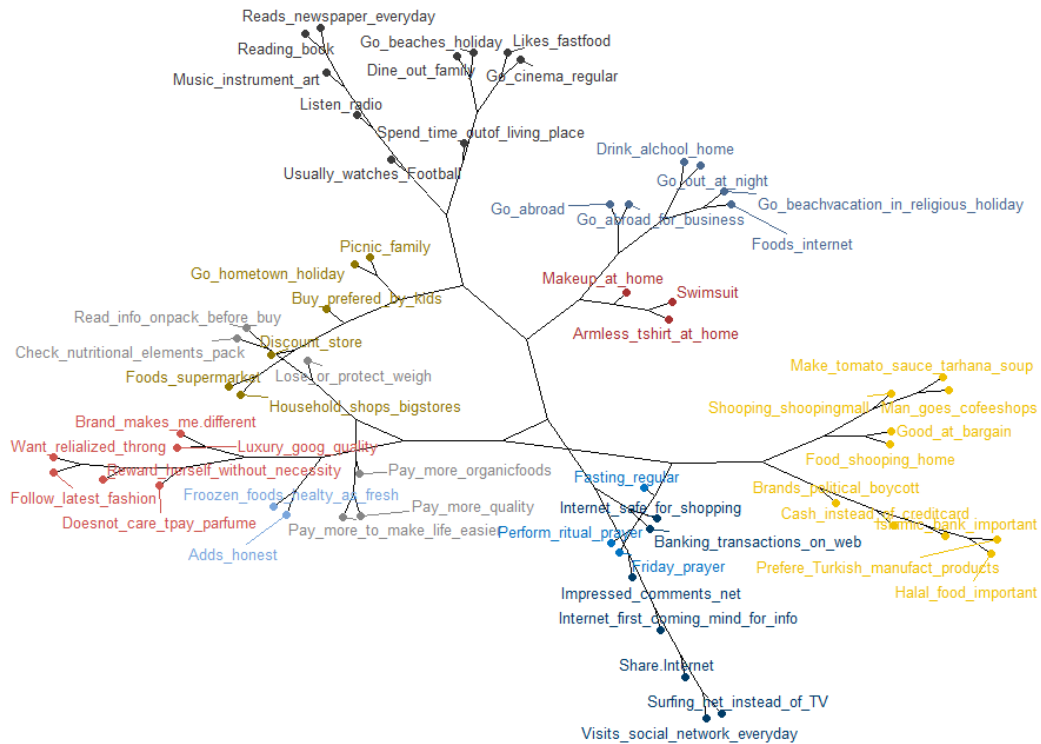 Reads_newspaper_everyday
Reading_book
Music_instrument_art
Listen_radio
Usually_watches_Football
Go_beaches_holiday
Likes_fastfood
Dine_out_family
Go_cinema_regular
Spend_time_outof_living_place
Drink_alchool_home
Go_out_at_night
Go_abroad
Go_beachvacation_in_religious_holiday
Go_abroad_for_business
Foods_internet
Makeup_at_home
Swimsuit
Armless_tshirt_at_home
Picnic_family
Go_hometown_holiday
Buy_prefered_by_kids
Read_info_onpack_before_buy
Discount_store
Check_nutritional_elements_pack
Foods_supermarket
Lose_or_protect_weigh
Household_shops_bigstores
Brand_makes_me.different
Want_relialized_throng
Luxury_goog_quality
Reward_hirself_without_necessity
Follow_latest_fashion
Doesnot_care_tpay_parfume
Froozen_foods_nealty_as_fresh
Adds_honest
Pay_more_organicfoods
Pay_more_quality
Pay_more_to_make_life_easier
Make_tomato_sauce_tarhana_soup
Shooping_shoopingmall
Man_goes_cofeeshops
Good_at_bargain
Food_shooping_home
Brands_political_boycott
Cash_instead_of_creditcard
Islamic_bank_important
Prefere_Turkish_manufact_products
Halal_food_important
Fasting_regular
Internet_safe_for_shopping
Perform_ritual_prayer
Banking_transactions_on_web
Friday_prayer
Impressed_comments_net
Internet_first_coming_mind_for_info
Share.Internet
Surfing_net_instead_of_TV
Visits_social_network_everyday